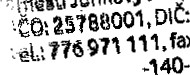 IČO: 25788001, DIČ:
tel.: 776 971 111, fax
-140-